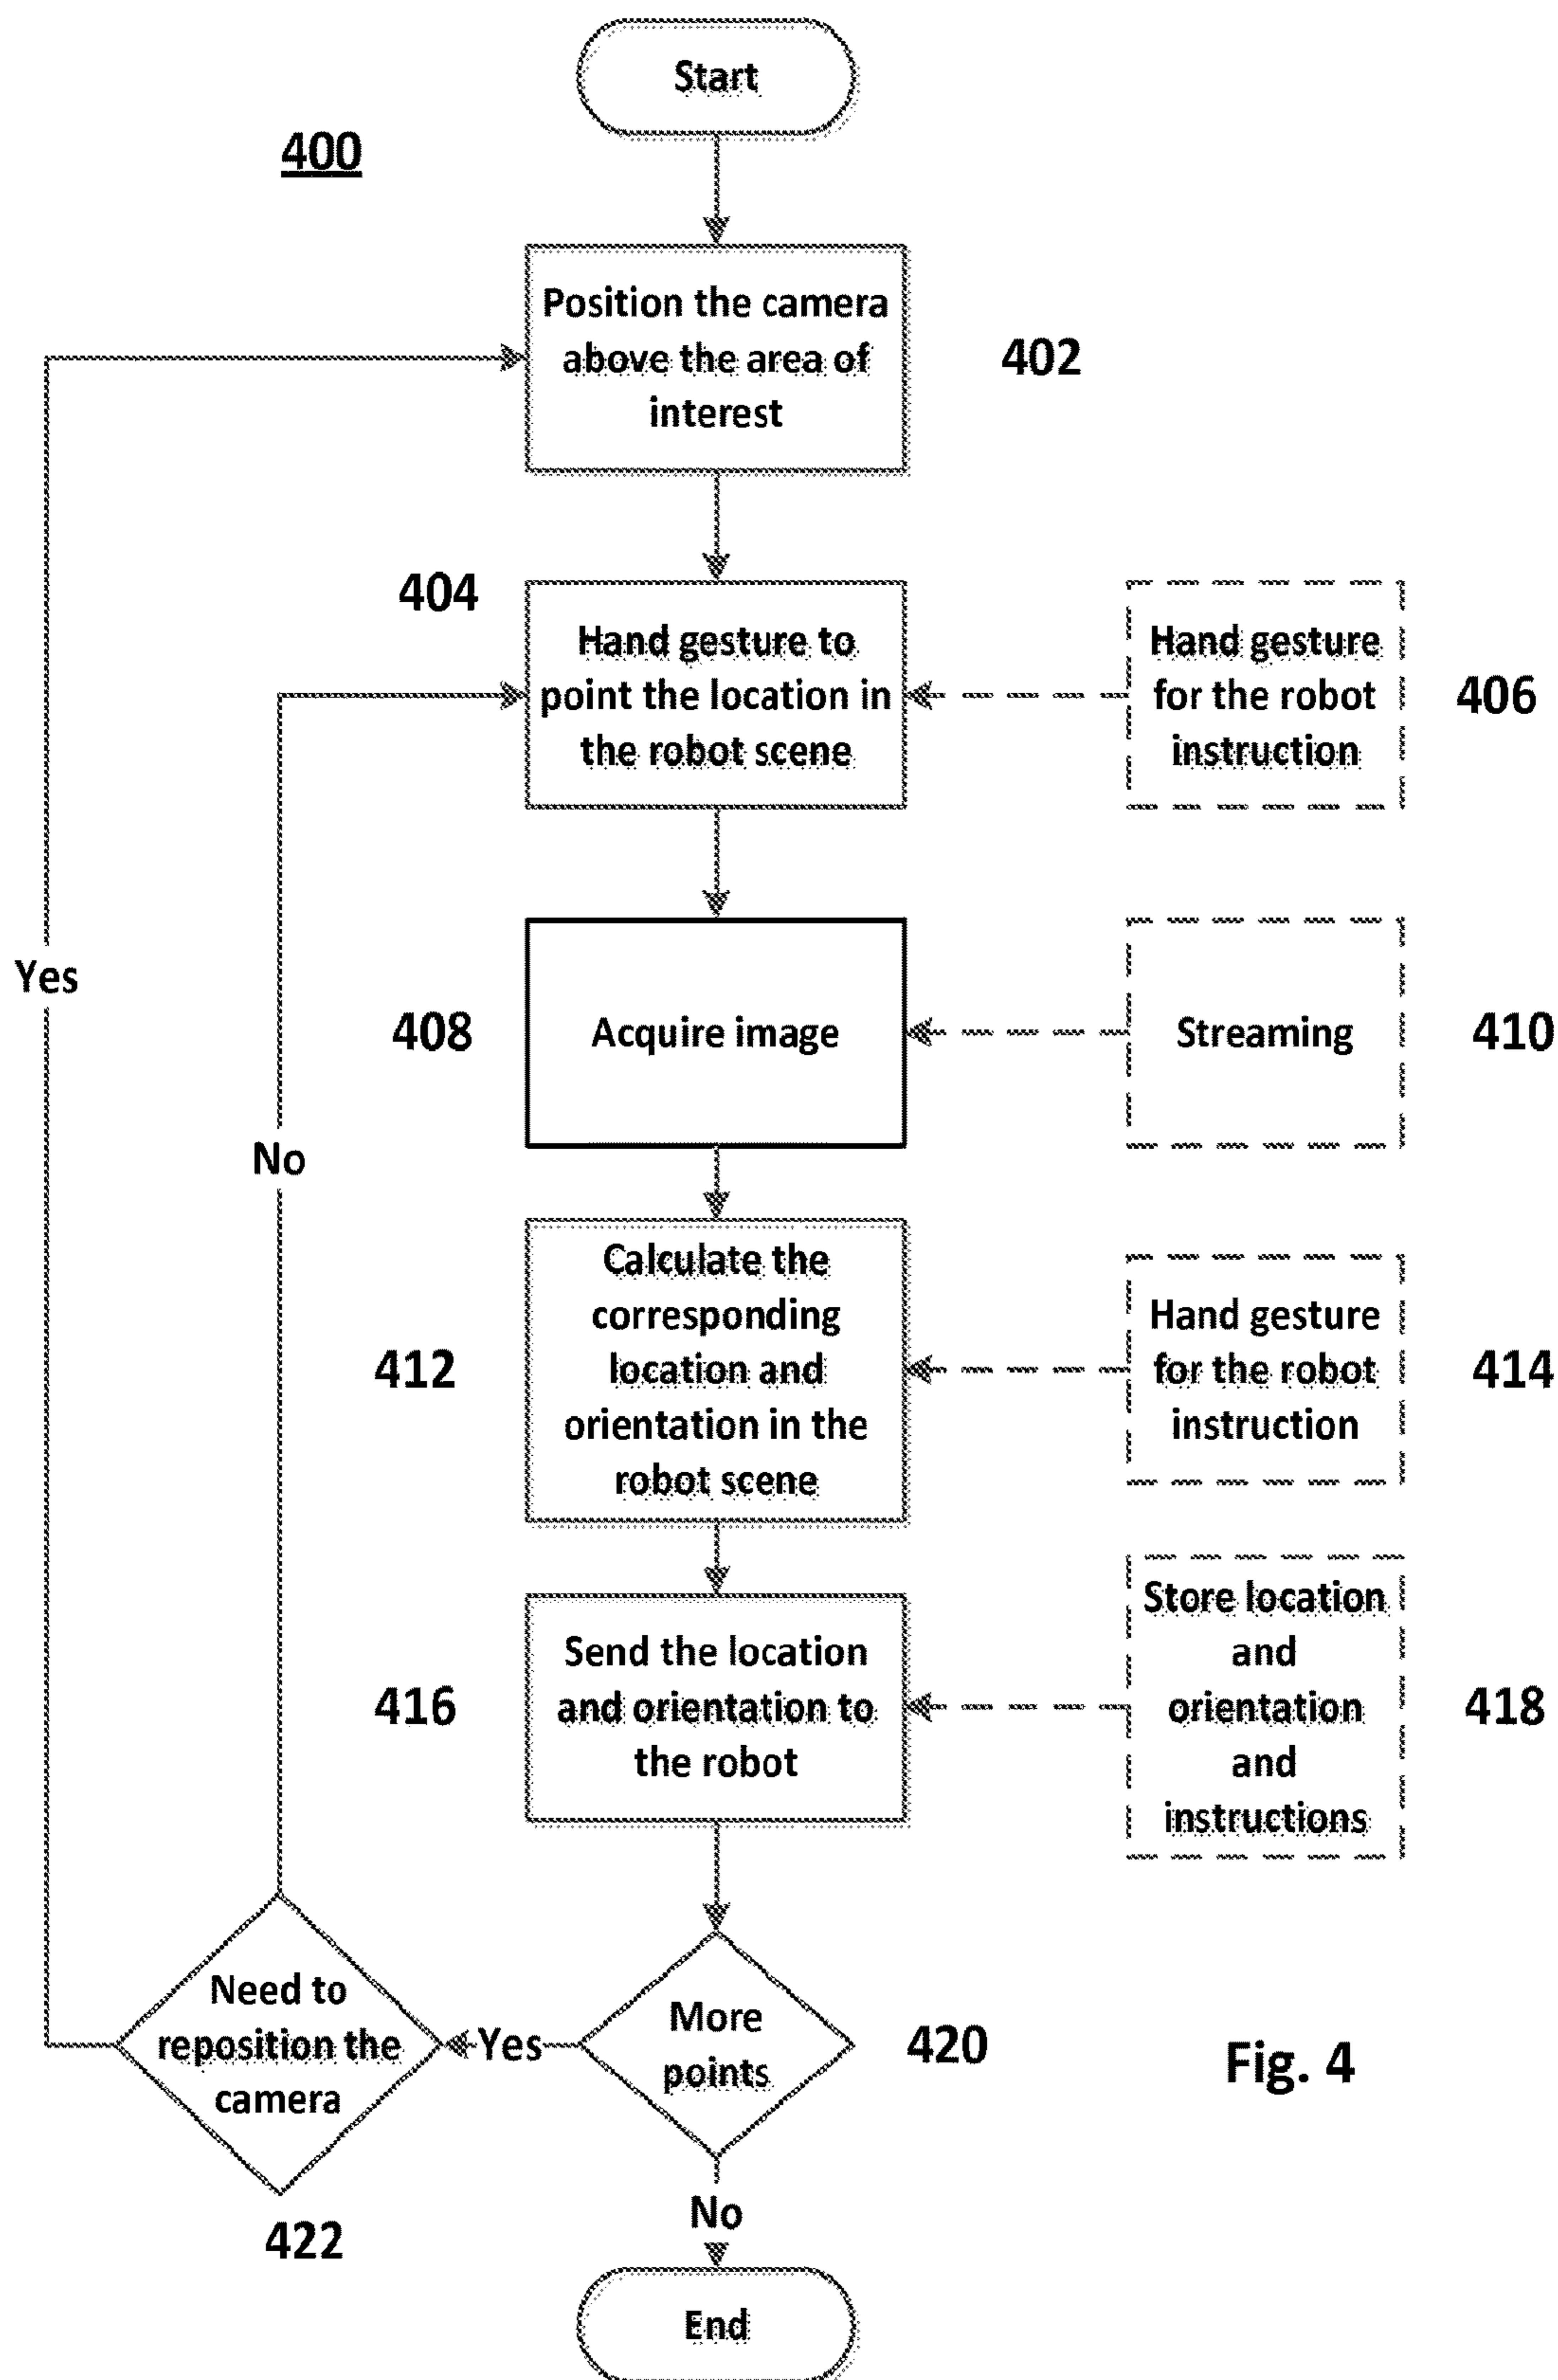 Start
400
Position the camera
above the area of
interest
402
404
Hand gesture to
point the location in
the robot scene
Hand gesture
for the robot
instruction
406
Yes
408
Acquire image
Streaming
410
No
Calculate the
corresponding
location and
orientation in the
robot scene
412
Hand gesture
for the robot
instruction
414
Send the location
and orientation to
the robot
416
Store location
and
orientation
and
instructions
418
Need to
reposition the
camera
Yes
More
points
420
Fig. 4
422
No
End